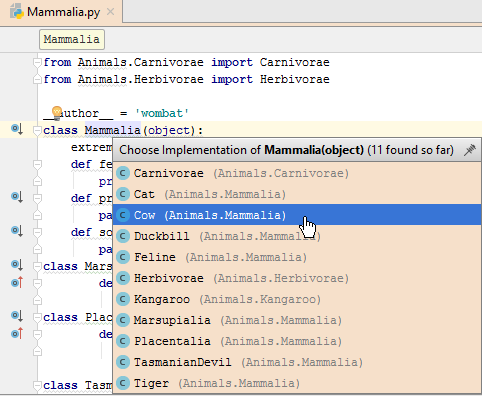 Mammalia.py
Mammalia
from Animals.Carnivorae import Carnivorae
from Animals.Herbivorae import Herbivorae
__author__ = 'wombat'
class Mammalia(object):
extrem
def fe
pr
def pr
pa
def so
pa
class Mars
de
class Plac
de
class Tasm
Choose Implementation of Mammalia(object) (11 found so far)
C Carnivorae (Animals.Carnivorae)
C Cat (Animals.Mammalia)
C Cow (Animals.Mammalia)
C Duckbill (Animals.Mammalia)
C Feline (Animals.Mammalia)
C Herbivorae (Animals.Herbivorae)
C Kangaroo (Animals.Kangaroo)
C Marsupialia (Animals.Mammalia)
C Placentalia (Animals.Mammalia)
C TasmanianDevil (Animals.Mammalia)
C Tiger (Animals.Mammalia)